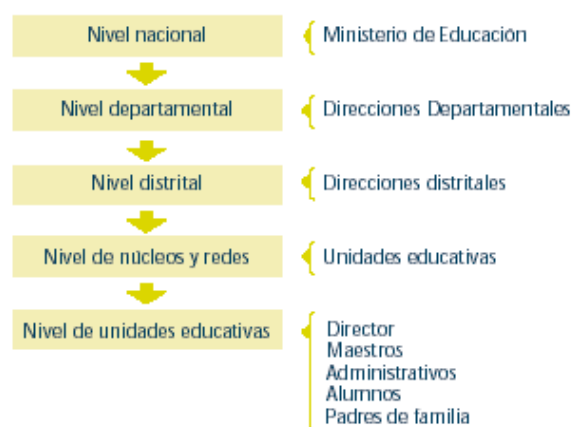 Nivel nacional
Ministerio de Educación
Nivel departamental
Direcciones Departamentales
Nivel distrital
Direcciones distritales
Nivel de núcleos y redes
Unidades educativas
Nivel de unidades educativas
Director
Maestros
Administrativos
Alumnos
Padres de familia